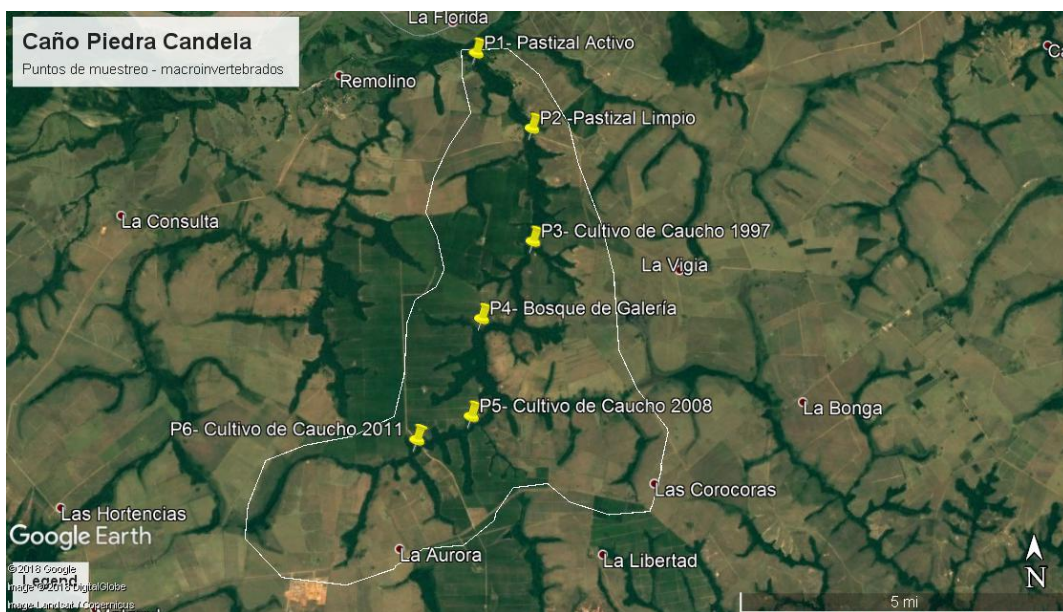 Caño Piedra Candela
Puntos de muestreo - macroinvertebrados
La Florida
P1- Pastizal Activo
Remolino
P2 -Pastizal Limpio
La Consulta
P3- Cultivo de Caucho 1997
La Vigia
P4- Bosque de Galería
P5- Cultivo de Caucho 2008
La Bonga
P6- Cultivo de Caucho 2011
Las Corocoras
Las Hortencias
Google Earth
La Aurora
La Libertad
© 2018 Google
Legend
Image © 2018 DigitalGlobe
Image Landsat / Copernicus
5 mi
N